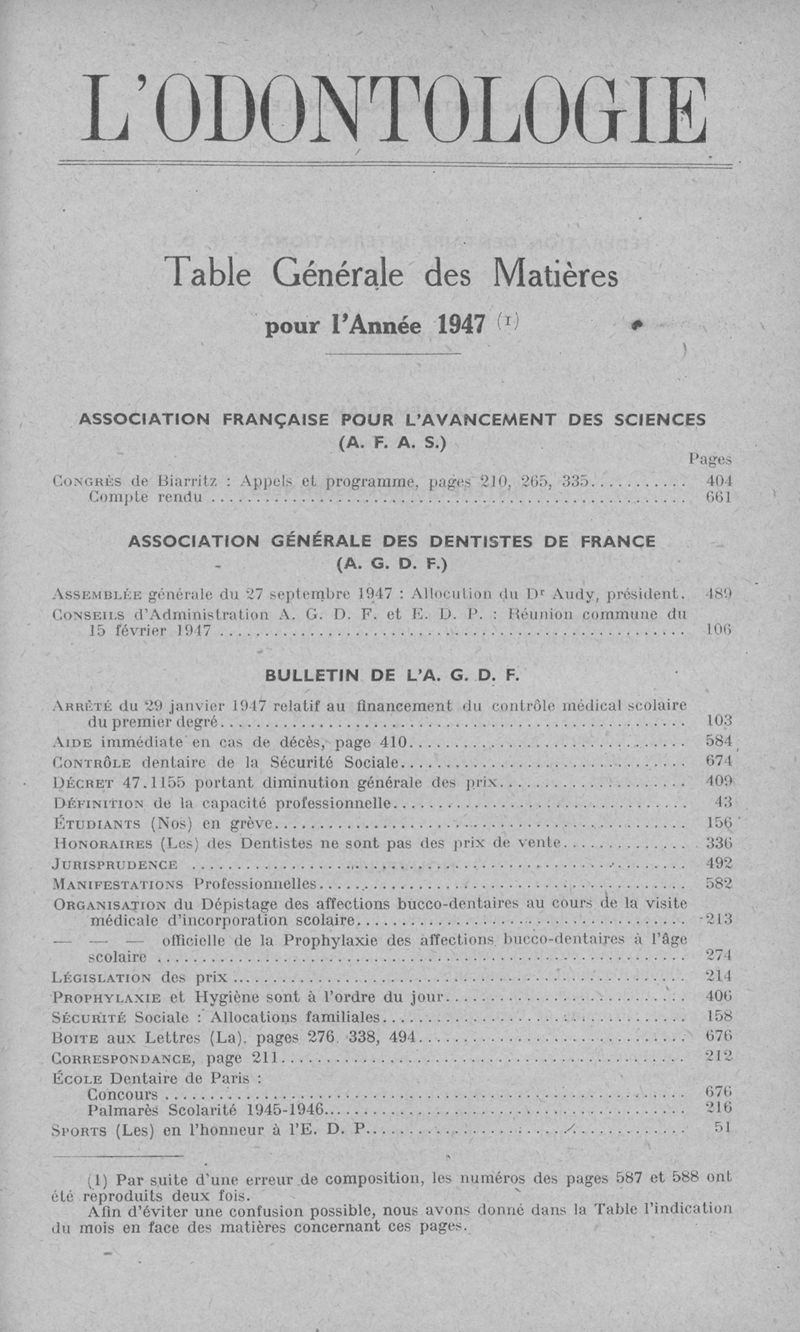 L'ODONTOLOGIE
Table Générale des Matières
pour l'Année 1947 (1)
ASSOCIATION FRANÇAISE POUR L'AVANCEMENT DES SCIENCES
(A. F. A. S.)
Pages
CONGRÈS de Biarritz : Appels et programme, pages 210, 265, 335........... 404
Compte rendu .................................................... 661
ASSOCIATION GÉNÉRALE DES DENTISTES DE FRANCE
(A. G. D. F.)
ASSEMBLÉE générale du 27 septembre 1947 : Allocution du Dr Audy, président. 489
CONSEILS d'Administration A. G. D. F. et E. D. P. : Réunion commune du
15 février 1947 ................................................... 106
BULLETIN DE L'A. G. D. F.
ARRÊTÉ du 29 janvier 1947 relatif au financement du contrôle médical scolaire
du premier degré................................................... 103
AIDE immédiate en cas de décès, page 410.............................. 584
CONTRÔLE dentaire de la Sécurité Sociale............................... 674
DÉCRET 47.1155 portant diminution générale des prix..................... 409
DÉFINITION de la capacité professionnelle................................ 43
ÉTUDIANTS (Nos) en grève............................................. 156
HONORAIRES (Les) des Dentistes ne sont pas des prix de vente.............. 336
JURISPRUDENCE ...................................................... 492
MANIFESTATIONS Professionnelles........................................ 582
ORGANISATION du Dépistage des affections bucco-dentaires au cours de la visite
médicale d'incorporation scolaire.................................... 213
— — — officielle de la Prophylaxie des affections bucco-dentaires à l'âge
scolaire .......................................................... 274
LÉGISLATION des prix ................................................. 214
PROPHYLAXIE et Hygiène sont à l'ordre du jour.......................... 406
SÉCURITÉ Sociale : Allocations familiales................................. 158
BOITE aux Lettres (La), pages 276, 338, 494............................. 676
CORRESPONDANCE, page 211............................................ 212
ÉCOLE Dentaire de Paris :
Concours ......................................................... 676
Palmarès Scolarité 1945-1946....................................... 216
SPORTS (Les) en l'honneur à l'E. D. P................................... 51
(1) Par suite d'une erreur de composition, les numéros des pages 587 et 588 ont
été reproduits deux fois.
Afin d'éviter une confusion possible, nous avons donné dans la Table l'indication
du mois en face des matières concernant ces pages.